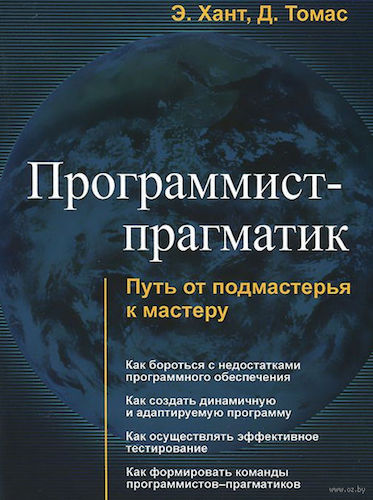 Э. Хант, Д. Томас
Программист-
прагматик
Путь от подмастерья
к мастеру
Как бороться с недостатками
программного обеспечения
Как создать динамичную
и адаптируемую программу
Как осуществлять эффективное
тестирование
Как формировать команды
программистов–прагматиков
www.oz.by